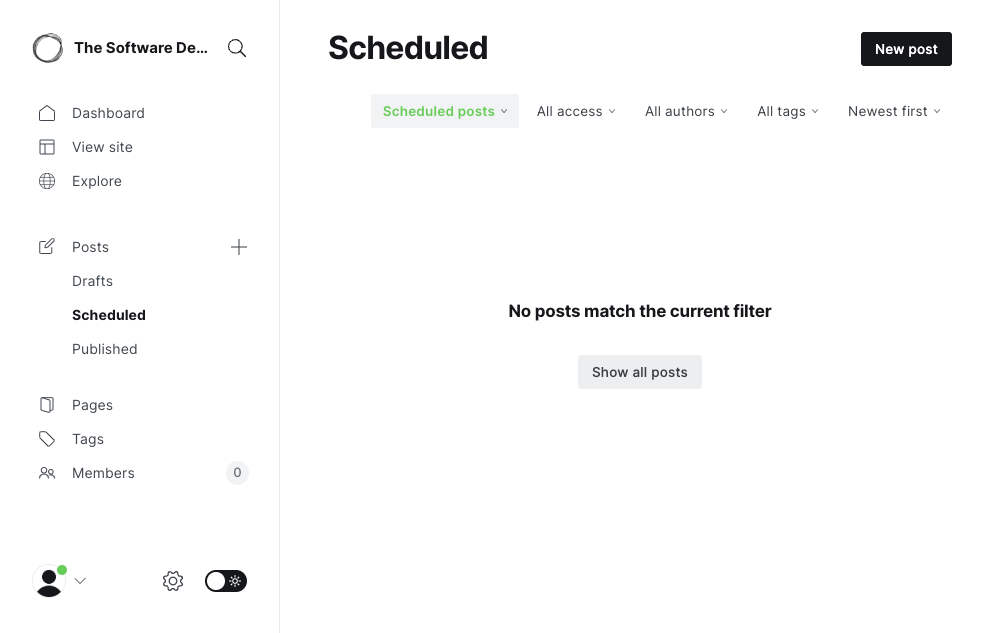 The Software De...
Dashboard
View site
Explore
Posts
Drafts
Scheduled
Published
Pages
Tags
Members
0
Scheduled
New post
Scheduled posts
All access
All authors
All tags
Newest first
No posts match the current filter
Show all posts